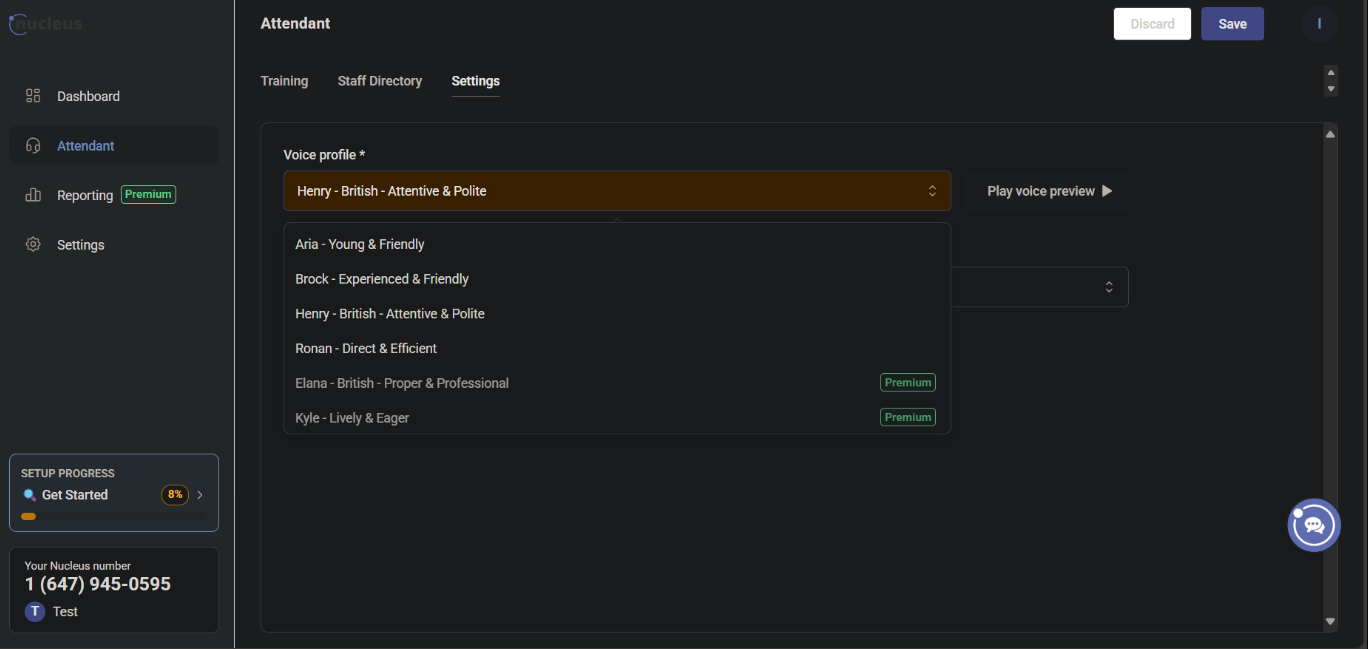 nucleus
Attendant
Discard
Save
I
Dashboard
Attendant
Reporting Premium
Settings
Training
Staff Directory
Settings
Voice profile *
Henry - British - Attentive & Polite
Play voice preview
Aria - Young & Friendly
Brock - Experienced & Friendly
Henry - British - Attentive & Polite
Ronan - Direct & Efficient
Elana - British - Proper & Professional Premium
Kyle - Lively & Eager Premium
SETUP PROGRESS
Get Started 8%
Your Nucleus number
1 (647) 945-0595
T Test